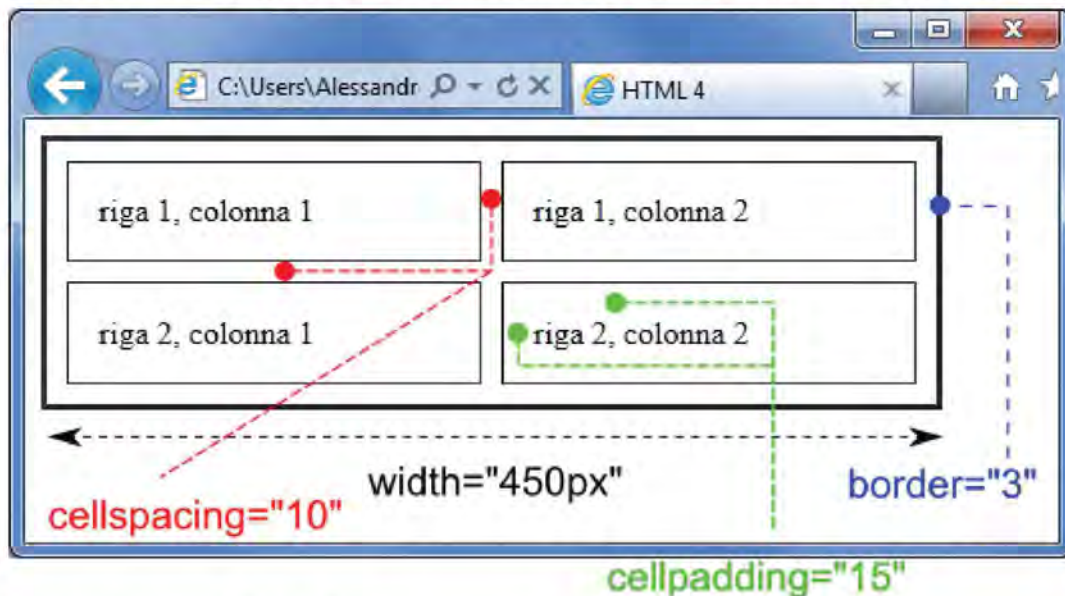 C:\Users\Alessandr
HTML 4
riga 1, colonna 1
riga 1, colonna 2
riga 2, colonna 1
riga 2, colonna 2
width="450px"
border="3"
cellspacing="10"
cellpadding="15"